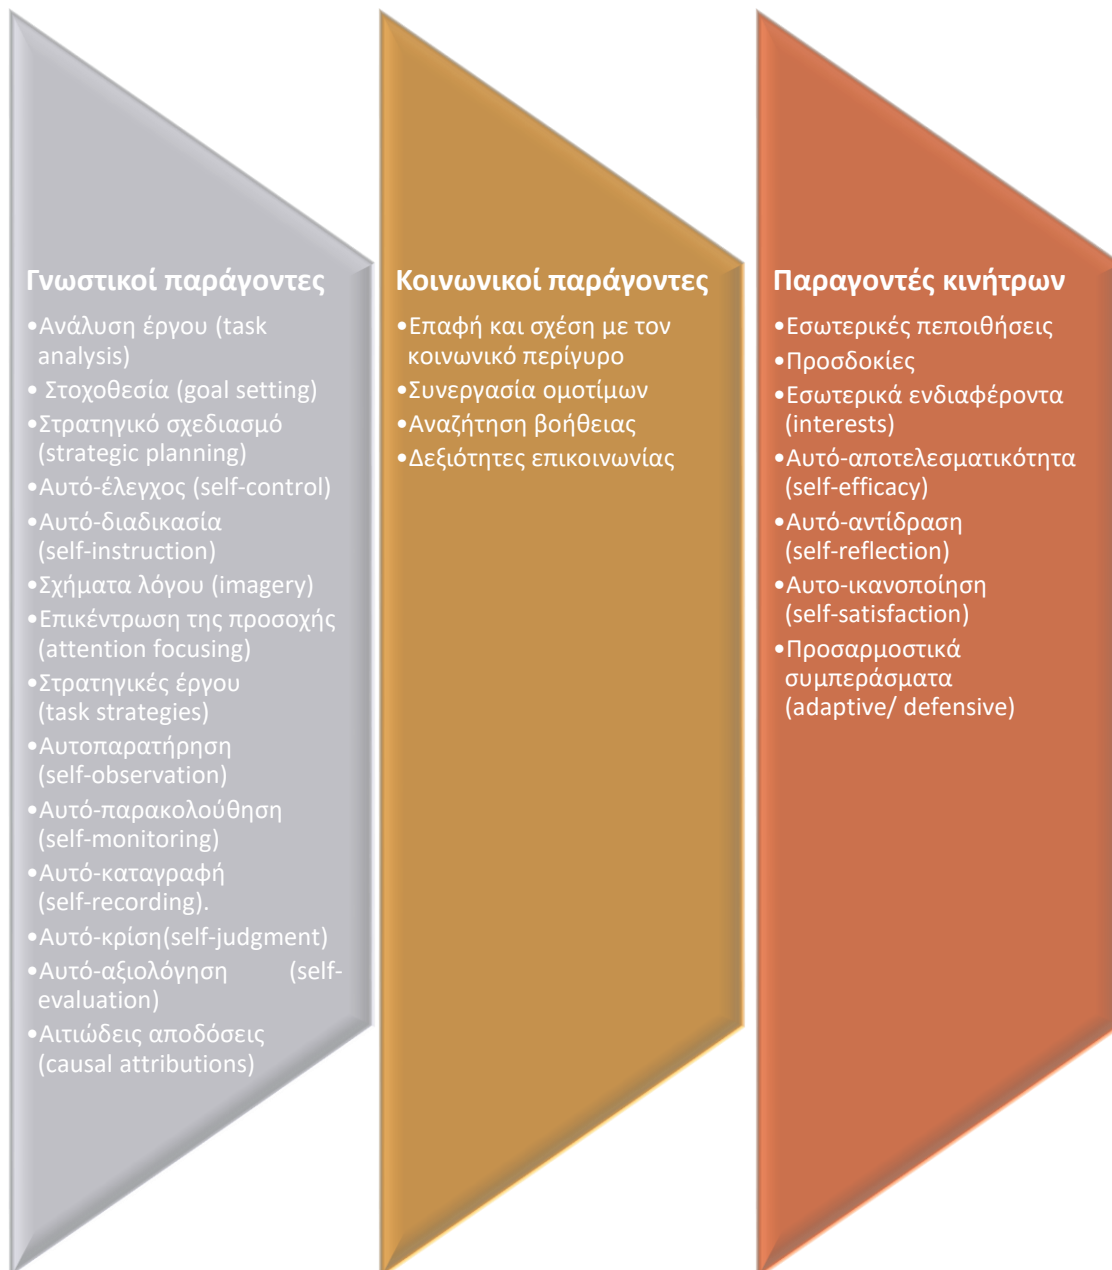 Γνωστικοί παράγοντες
•Ανάλυση έργου (task
analysis)
• Στοχοθεσία (goal setting)
•Στρατηγικό σχεδιασμό
(strategic planning)
•Αυτό-έλεγχος (self-control)
•Αυτό-διαδικασία
(self-instruction)
•Σχήματα λόγου (imagery)
•Επικέντρωση της προσοχής
(attention focusing)
•Στρατηγικές έργου
(task strategies)
•Αυτοπαρατήρηση
(self-observation)
•Αυτό-παρακολούθηση
(self-monitoring)
•Αυτό-καταγραφή
(self-recording).
•Αυτό-κρίση(self-judgment)
•Αυτό-αξιολόγηση (self-
evaluation)
•Αιτιώδεις αποδόσεις
(causal attributions)
Κοινωνικοί παράγοντες
•Επαφή και σχέση με τον
κοινωνικό περίγυρο
•Συνεργασία ομοτίμων
•Αναζήτηση βοήθειας
•Δεξιότητες επικοινωνίας
Παραγοντές κινήτρων
•Εσωτερικές πεποιθήσεις
•Προσδοκίες
•Εσωτερικά ενδιαφέροντα
(interests)
•Αυτό-αποτελεσματικότητα
(self-efficacy)
•Αυτό-αντίδραση
(self-reflection)
•Αυτο-ικανοποίηση
(self-satisfaction)
•Προσαρμοστικά
συμπεράσματα
(adaptive/ defensive)